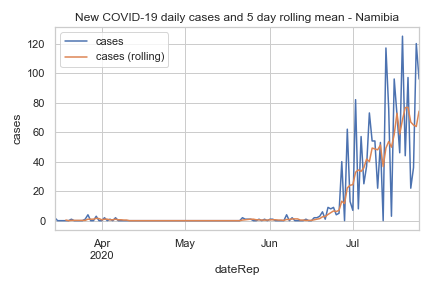 New COVID-19 daily cases and 5 day rolling mean - Namibia
cases
cases (rolling)
cases
120
100
80
60
40
20
0
Apr
2020
May
Jun
Jul
dateRep